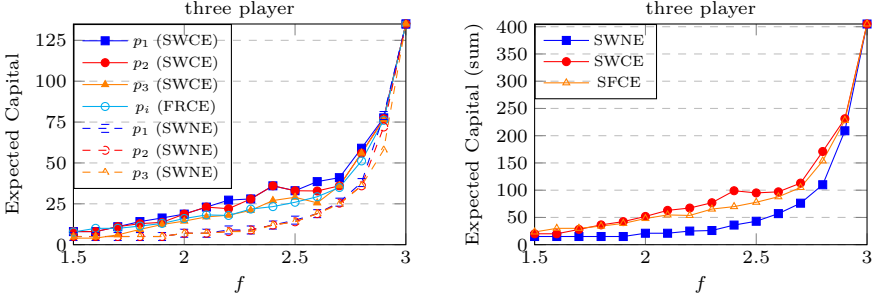 three player
Expected Capital
125
100
75
50
25
0
p1 (SWCE)
p2 (SWCE)
p3 (SWCE)
pi (FRCE)
p1 (SWNE)
p2 (SWNE)
p3 (SWNE)
1.5 2 2.5 3
f
three player
Expected Capital (sum)
400
350
300
250
200
150
100
50
0
SWNE
SWCE
SFCE
1.5 2 2.5 3
f